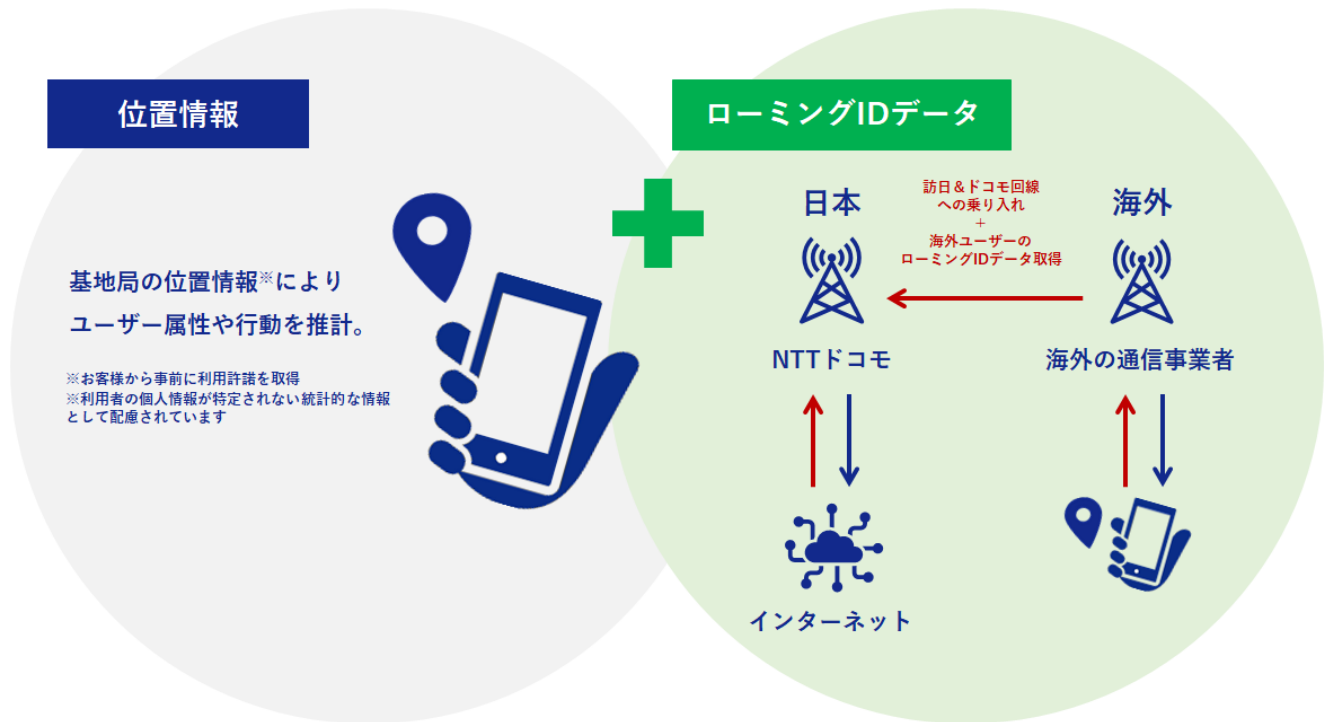 位置情報
基地局の位置情報※により
ユーザー属性や行動を推計。
※お客様から事前に利用許諾を取得
※利用者の個人情報が特定されない統計的な情報
として配慮されています
ローミングIDデータ
日本
訪日&ドコモ回線
への乗り入れ
+
海外ユーザーの
ローミングIDデータ取得
海外
NTTドコモ
海外の通信事業者
インターネット